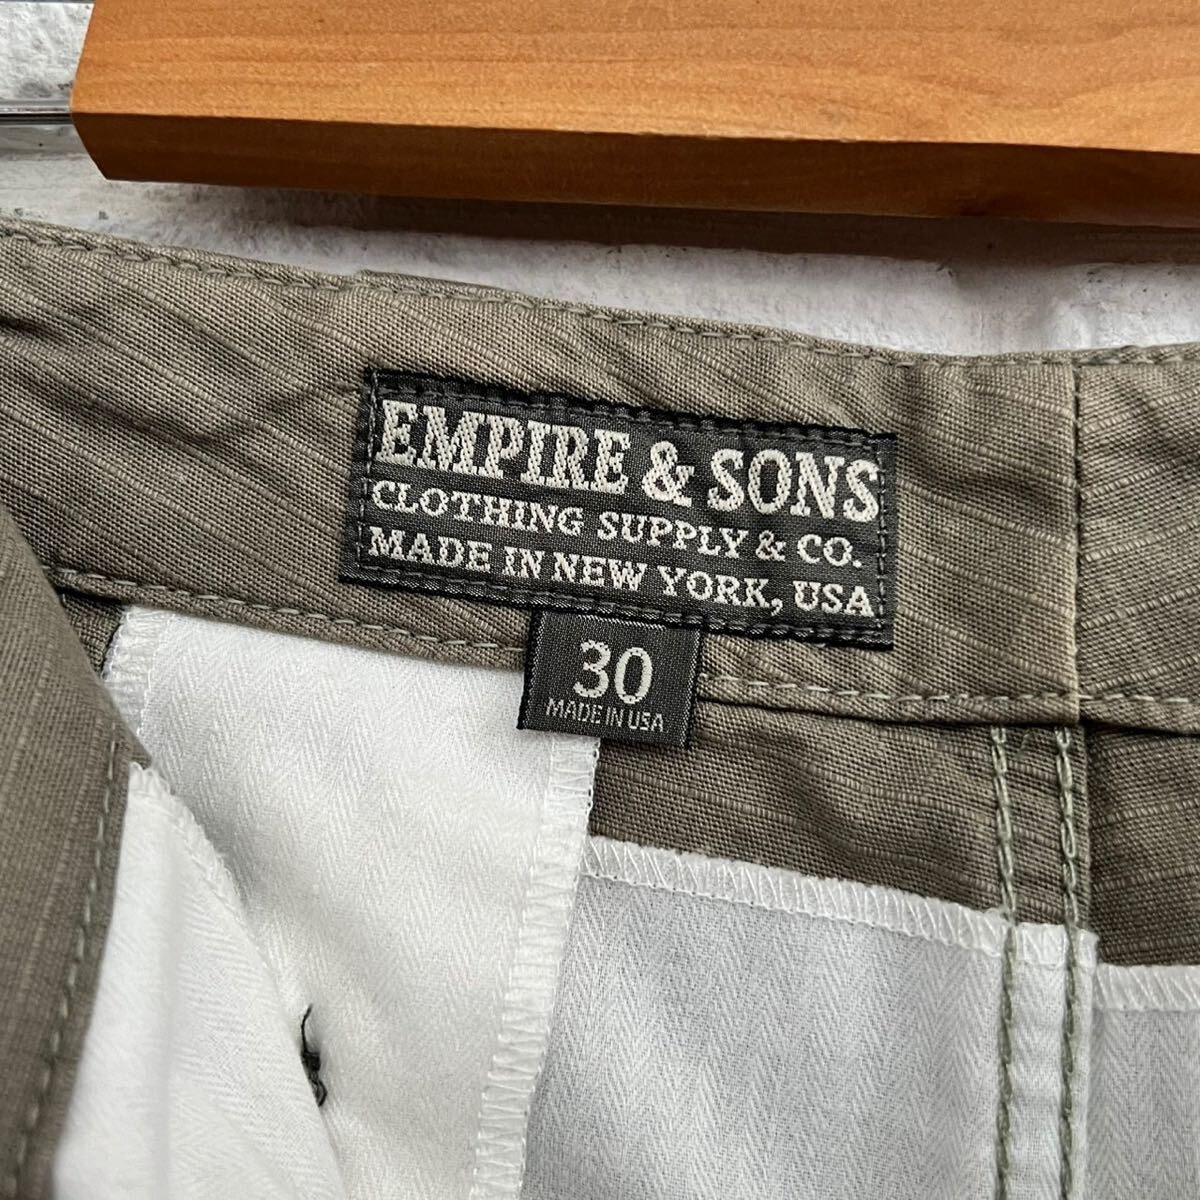 EMPIRE & SONS
CLOTHING SUPPLY & CO.
MADE IN NEW YORK, USA
30
MADE IN USA